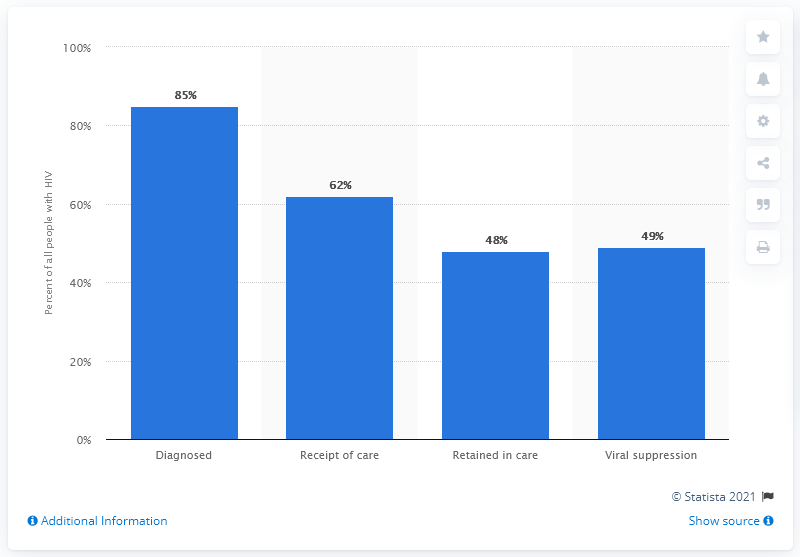 100%
80%
60%
40%
20%
0%
Percent of all people with HIV
85%
62%
48%
49%
Diagnosed
Receipt of care
Retained in care
Viral suppression
© Statista 2021
Additional Information
Show source